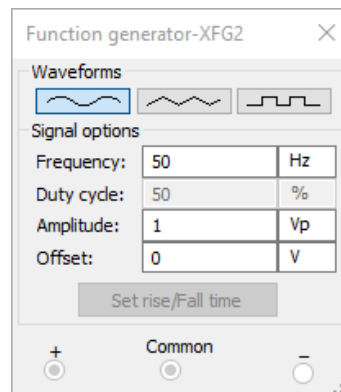 Function generator-XFG2
Waveforms
Signal options
Frequency: 50 Hz
Duty cycle: 50 %
Amplitude: 1 Vp
Offset: 0 V
Set rise/Fall time
+ Common −